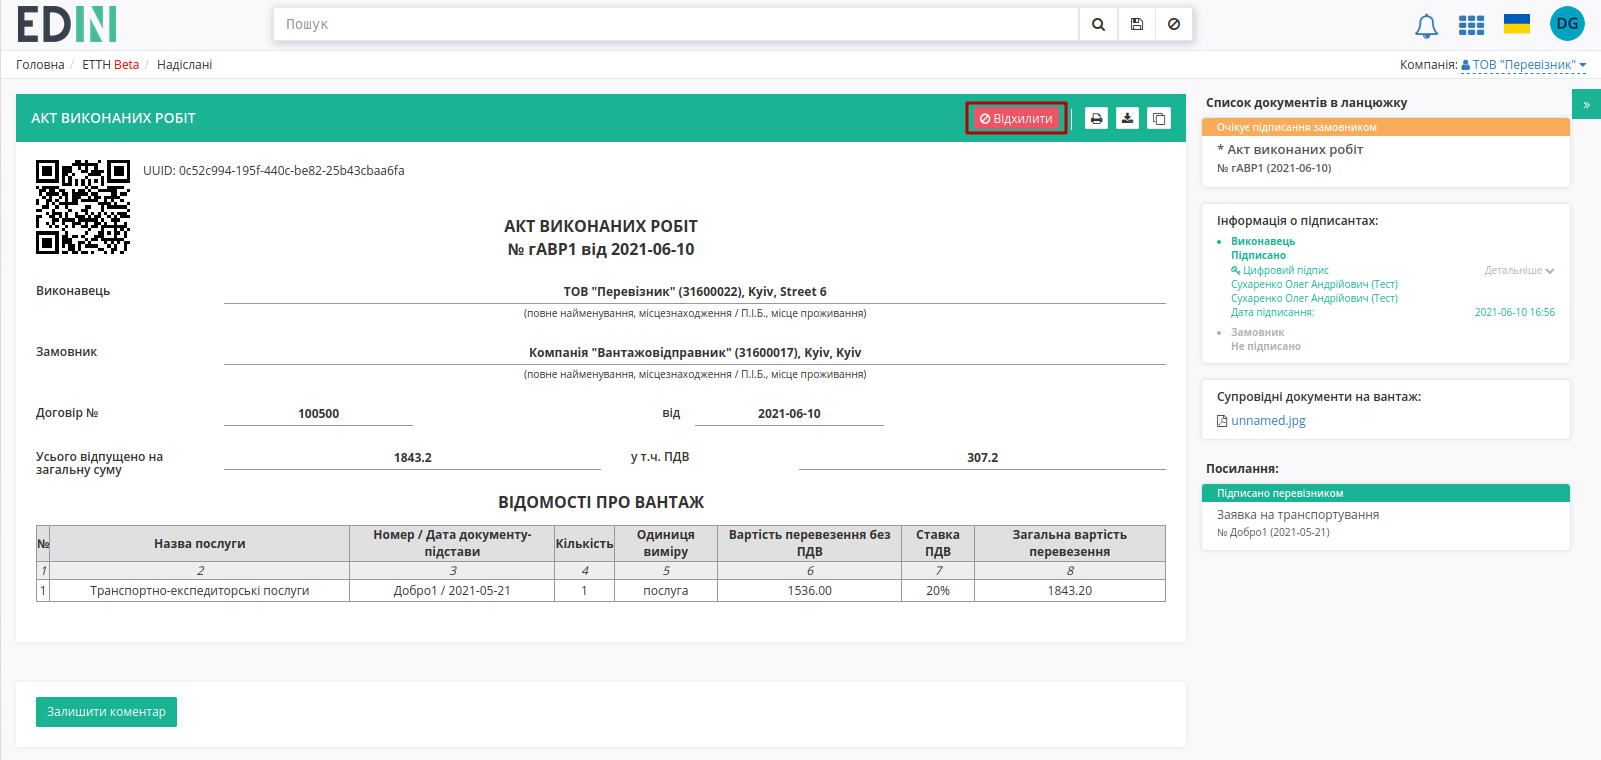 EDIN
Пошук
DG
Головна / ЕТТН Beta / Надіслані
Компанія: ТОВ "Перевізник"
АКТ ВИКОНАНИХ РОБІТ
Відхилити
»
UUID: 0c52c994-195f-440c-be82-25b43cbaa6fa
АКТ ВИКОНАНИХ РОБІТ
№ гАВР1 від 2021-06-10
Виконавець
ТОВ "Перевізник" (31600022), Kyiv, Street 6
(повне найменування, місцезнаходження / П.І.Б., місце проживання)
Замовник
Компанія "Вантажовідправник" (31600017), Kyiv, Kyiv
(повне найменування, місцезнаходження / П.І.Б., місце проживання)
Договір № 100500 від 2021-06-10
Усього відпущено на
загальну суму
1843.2 у т.ч. ПДВ 307.2
ВІДОМОСТІ ПРО ВАНТАЖ
№ Назва послуги Номер / Дата документу-підстави Кількість Одиниця виміру Вартість перевезення без ПДВ Ставка ПДВ Загальна вартість перевезення
1 2 3 4 5 6 7 8
1 Транспортно-експедиторські послуги Добро1 / 2021-05-21 1 послуга 1536.00 20% 1843.20
Залишити коментар
Список документів в ланцюжку
Очікує підписання замовником
* Акт виконаних робіт
№ гАВР1 (2021-06-10)
Інформація о підписантах:
Виконавець
Підписано
Цифровий підпис Детальніше
Сухаренко Олег Андрійович (Тест)
Сухаренко Олег Андрійович (Тест)
Дата підписання: 2021-06-10 16:56
Замовник
Не підписано
Супровідні документи на вантаж:
unnamed.jpg
Посилання:
Підписано перевізником
Заявка на транспортування
№ Добро1 (2021-05-21)